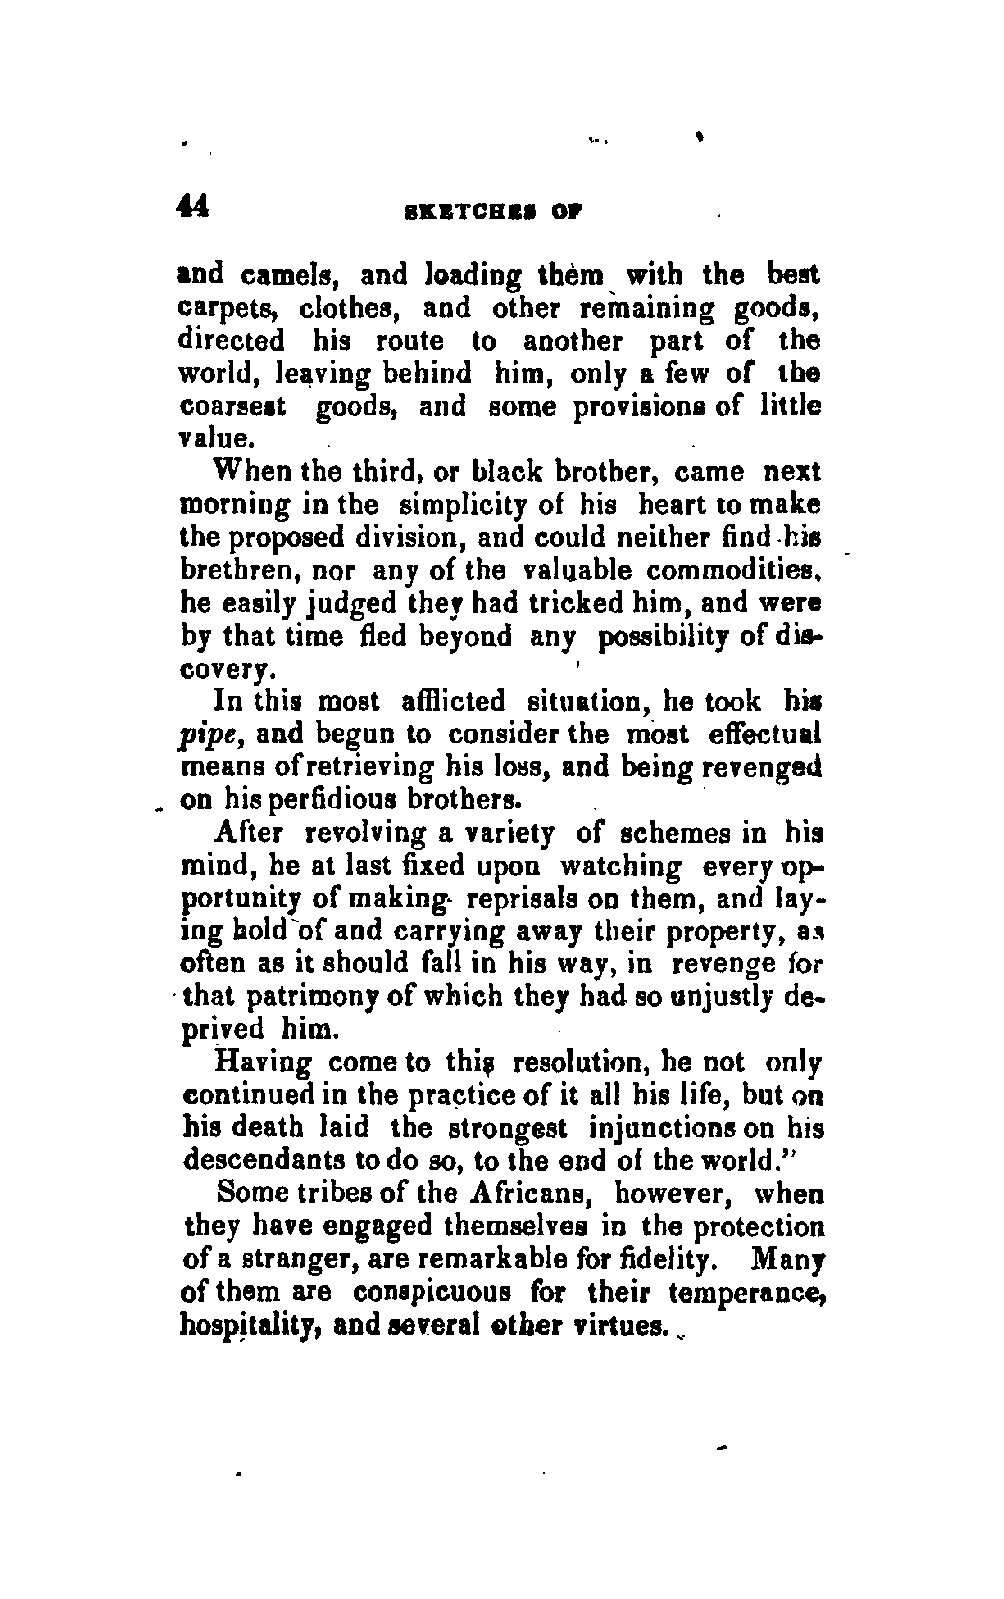 44 SKETCHES OF
and camels, and loading them with the best
carpets, clothes, and other remaining goods,
directed his route to another part of the
world, leaving behind him, only a few of the
coarsest goods, and some provisions of little
value.
When the third, or black brother, came next
morning in the simplicity of his heart to make
the proposed division, and could neither find his
brethren, nor any of the valuable commodities,
he easily judged they had tricked him, and were
by that time fled beyond any possibility of dis-
covery.
In this most afflicted situation, he took his
pipe, and begun to consider the most effectual
means of retrieving his loss, and being revenged
on his perfidious brothers.
After revolving a variety of schemes in his
mind, he at last fixed upon watching every op-
portunity of making reprisals on them, and lay-
ing hold of and carrying away their property, as
often as it should fall in his way, in revenge for
that patrimony of which they had so unjustly de-
prived him.
Having come to this resolution, he not only
continued in the practice of it all his life, but on
his death laid the strongest injunctions on his
descendants to do so, to the end of the world."
Some tribes of the Africans, however, when
they have engaged themselves in the protection
of a stranger, are remarkable for fidelity. Many
of them are conspicuous for their temperance,
hospitality, and several other virtues.